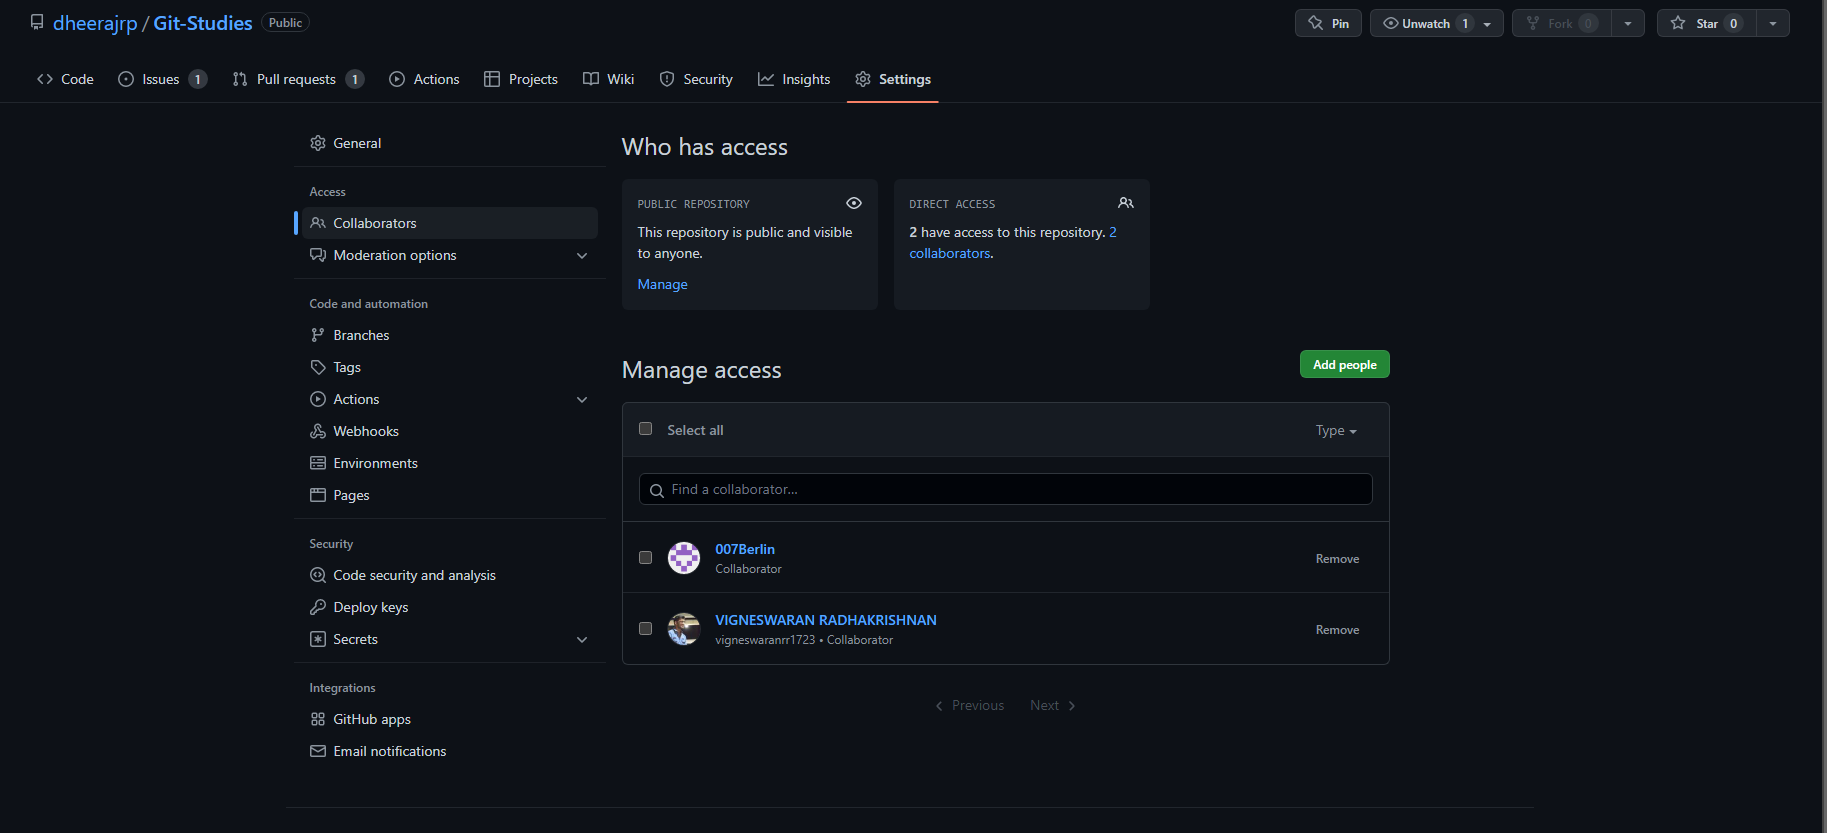 dheerajrp / Git-Studies Public
Pin Unwatch 1 Fork 0 Star 0
Code Issues 1 Pull requests 1 Actions Projects Wiki Security Insights Settings
General
Access
Collaborators
Moderation options
Code and automation
Branches
Tags
Actions
Webhooks
Environments
Pages
Security
Code security and analysis
Deploy keys
Secrets
Integrations
GitHub apps
Email notifications
Who has access
PUBLIC REPOSITORY
This repository is public and visible
to anyone.
Manage
DIRECT ACCESS
2 have access to this repository. 2
collaborators.
Manage access
Add people
Select all Type
Find a collaborator...
007Berlin
Collaborator
Remove
VIGNESWARAN RADHAKRISHNAN
vigneswaranrr1723 • Collaborator
Remove
Previous Next